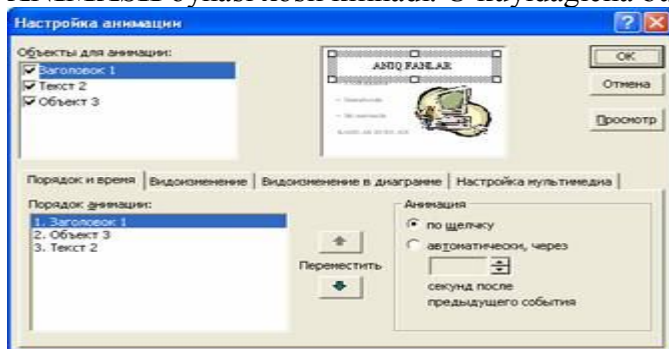 Настройка анимации
Объекты для анимации:
Заголовок 1
Текст 2
Объект 3
ANIQ FANLAR
OK
Отмена
Просмотр
Порядок и время
Видоизменение
Видоизменение в диаграмме
Настройка мультимедиа
Порядок анимации:
1. Заголовок 1
2. Объект 3
3. Текст 2
Переместить
Анимация
по щелчку
автоматически, через
секунд после
предыдущего события